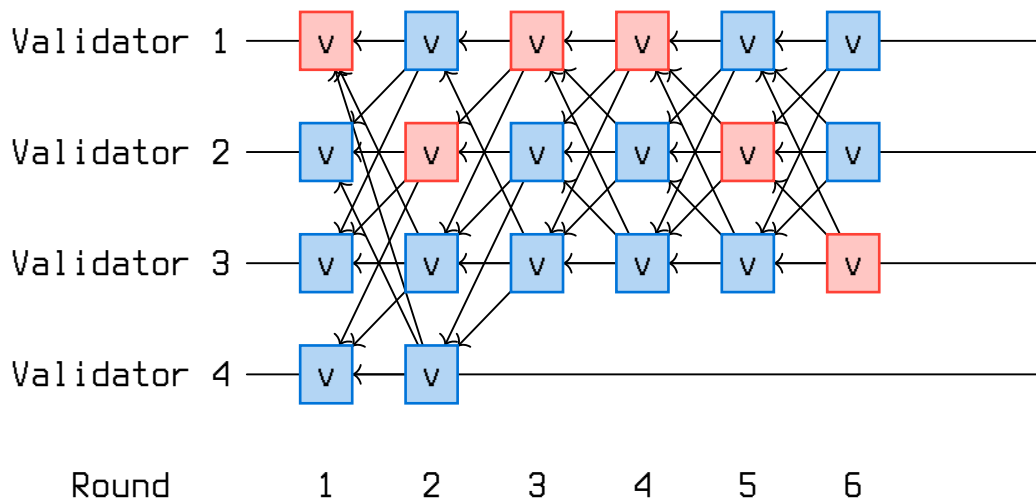 Validator 1 v v v v v v
Validator 2 v v v v v v
Validator 3 v v v v v v
Validator 4 v v
Round 1 2 3 4 5 6